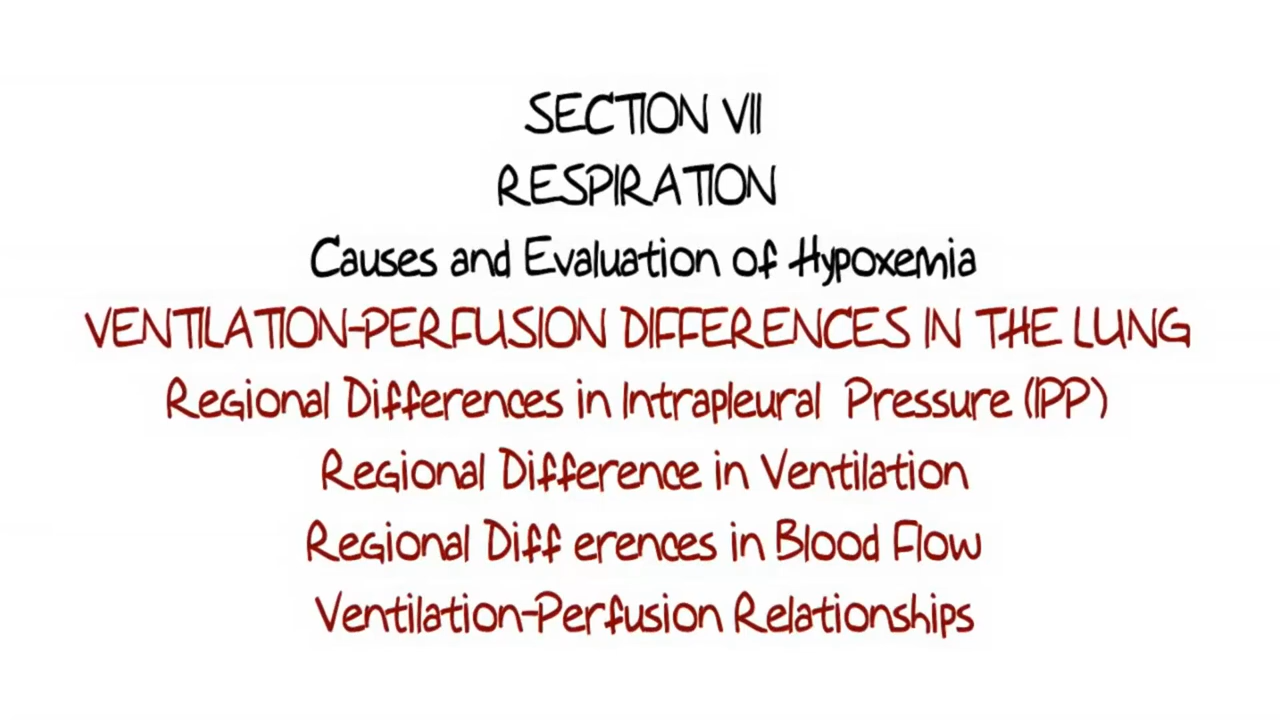 SECTION VII
RESPIRATION
Causes and Evaluation of Hypoxemia
VENTILATION-PERFUSION DIFFERENCES IN THE LUNG
Regional Differences in Intrapleural Pressure (IPP)
Regional Difference in Ventilation
Regional Diff erences in Blood Flow
Ventilation-Perfusion Relationships